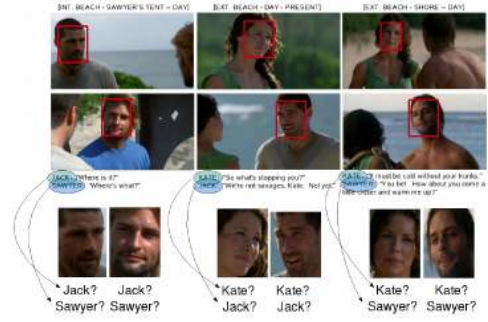 [INT. BEACH - SAWYER'S TENT -- DAY]
[EXT. BEACH - DAY - PRESENT]
[EXT. BEACH - SHORE -- DAY]
JACK: "Where is it?"
SAWYER: "Where's what?"
KATE: "So what's stopping you?"
JACK: "We're not savages, Kate. Not yet."
KATE: "It must be cold without your trunks."
SAWYER: "You bet. How about you come a
little closer and warm me up?"
Jack? Jack?
Sawyer? Sawyer?
Kate? Kate?
Jack? Jack?
Kate? Kate?
Sawyer? Sawyer?